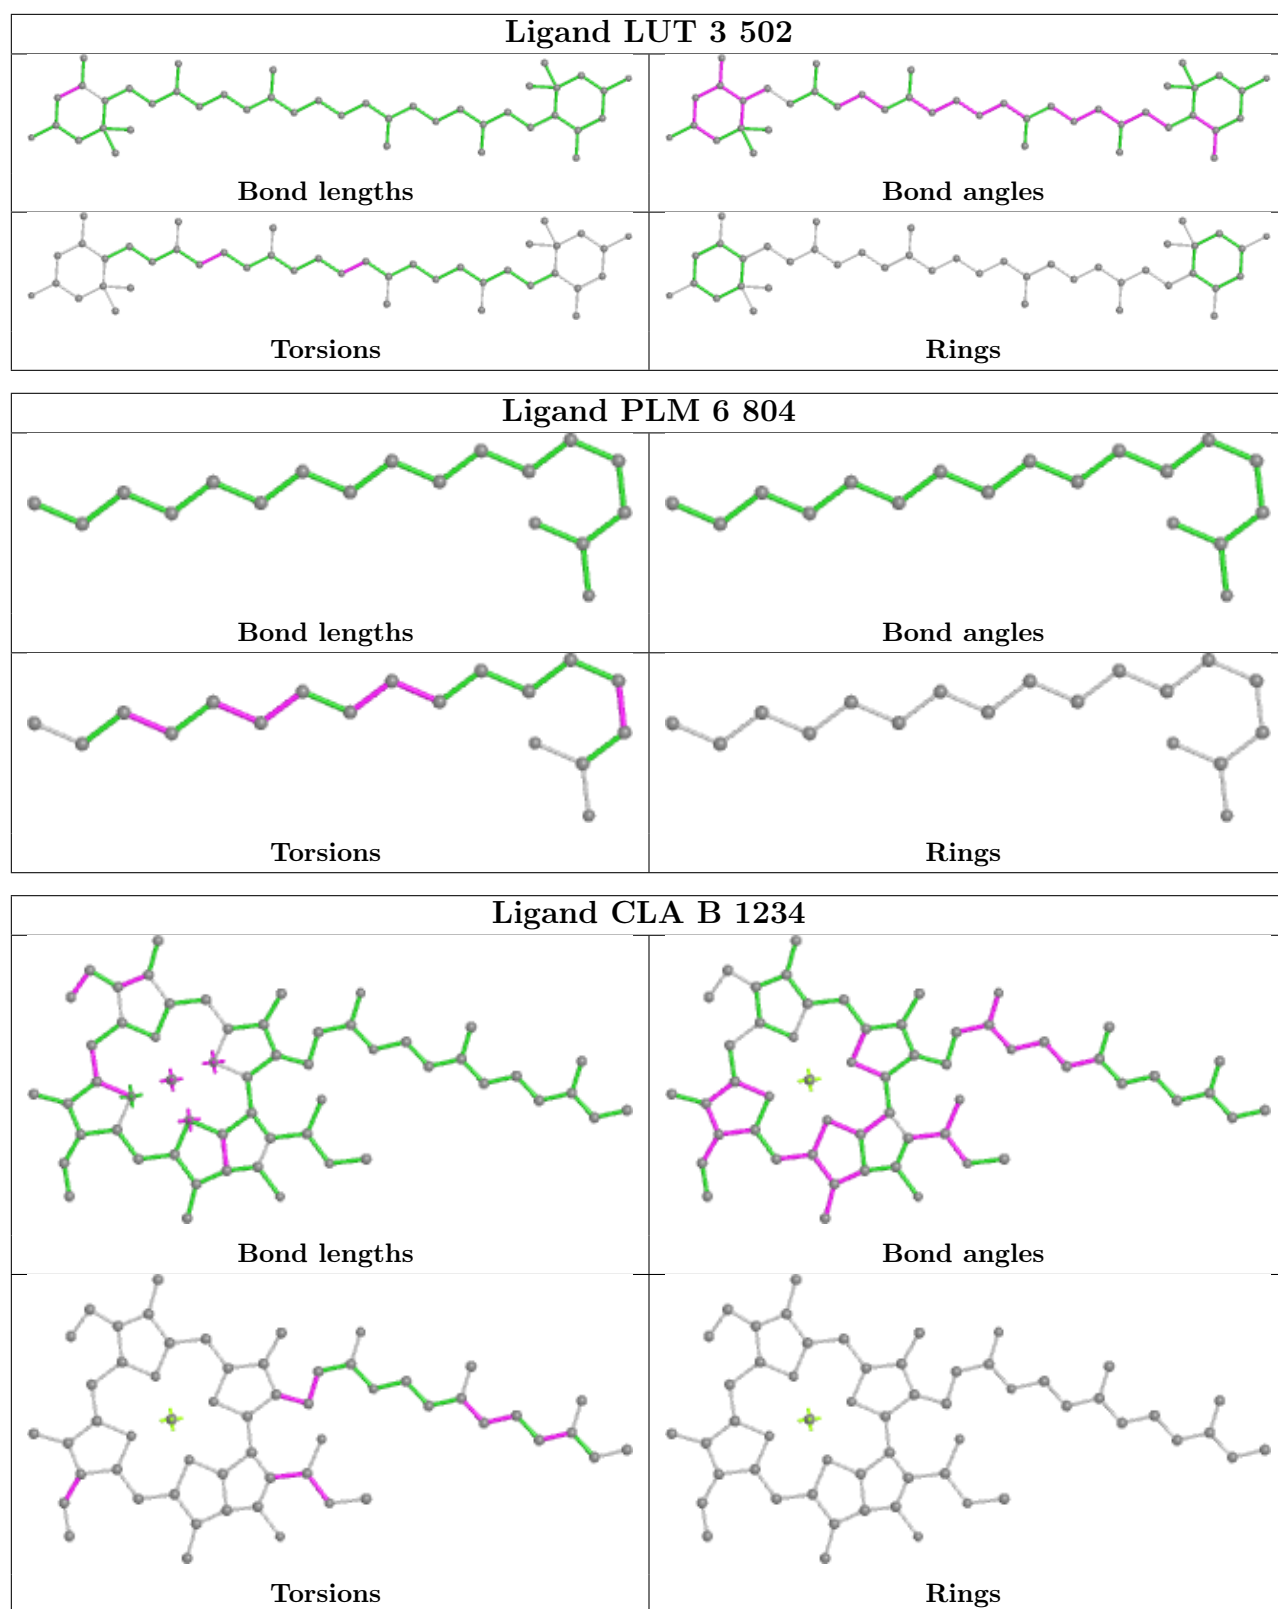 Ligand LUT 3 502
Bond lengths
Bond angles
Torsions
Rings
Ligand PLM 6 804
Bond lengths
Bond angles
Torsions
Rings
Ligand CLA B 1234
Bond lengths
Bond angles
Torsions
Rings